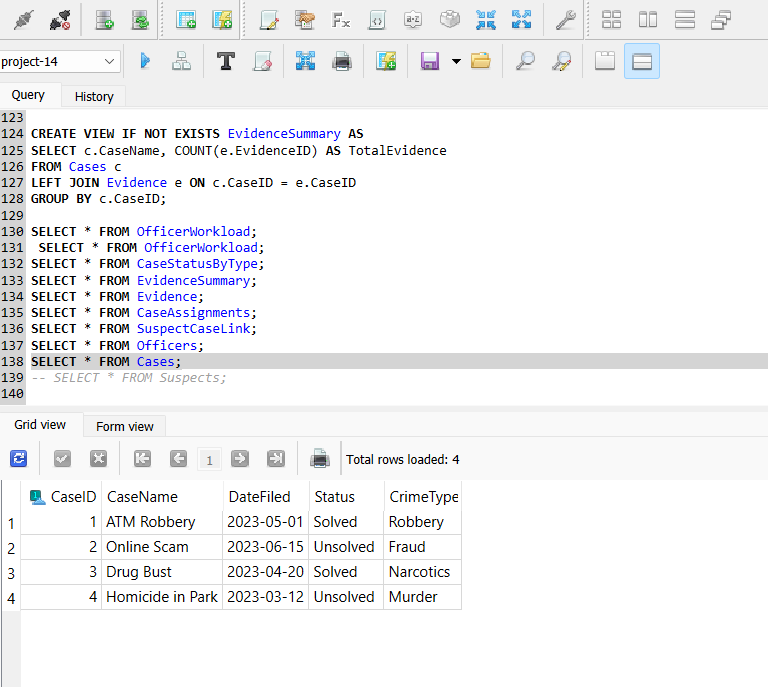 project-14
Query History
123
124 CREATE VIEW IF NOT EXISTS EvidenceSummary AS
125 SELECT c.CaseName, COUNT(e.EvidenceID) AS TotalEvidence
126 FROM Cases c
127 LEFT JOIN Evidence e ON c.CaseID = e.CaseID
128 GROUP BY c.CaseID;
129
130 SELECT * FROM OfficerWorkload;
131  SELECT * FROM OfficerWorkload;
132 SELECT * FROM CaseStatusByType;
133 SELECT * FROM EvidenceSummary;
134 SELECT * FROM Evidence;
135 SELECT * FROM CaseAssignments;
136 SELECT * FROM SuspectCaseLink;
137 SELECT * FROM Officers;
138 SELECT * FROM Cases;
139 -- SELECT * FROM Suspects;
140
Grid view Form view
1 Total rows loaded: 4
CaseID CaseName DateFiled Status CrimeType
1 1 ATM Robbery 2023-05-01 Solved Robbery
2 2 Online Scam 2023-06-15 Unsolved Fraud
3 3 Drug Bust 2023-04-20 Solved Narcotics
4 4 Homicide in Park 2023-03-12 Unsolved Murder